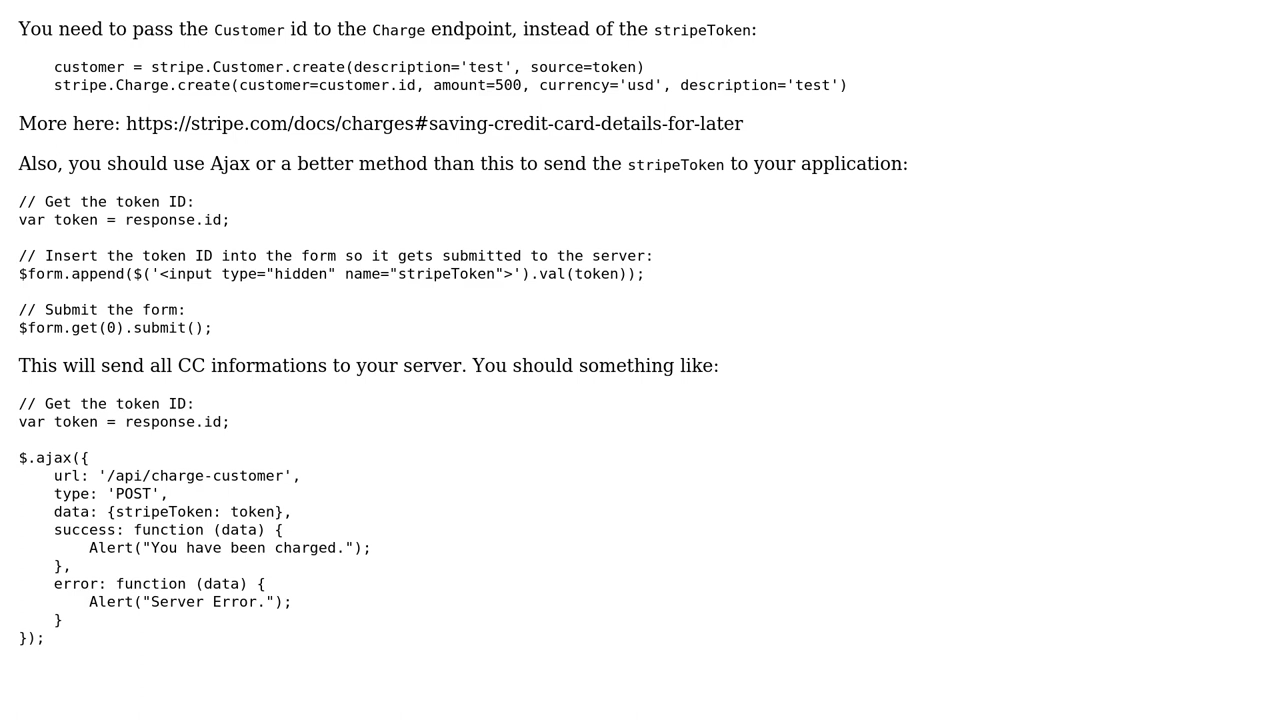 You need to pass the Customer id to the Charge endpoint, instead of the stripeToken:
    customer = stripe.Customer.create(description='test', source=token)
    stripe.Charge.create(customer=customer.id, amount=500, currency='usd', description='test')
More here: https://stripe.com/docs/charges#saving-credit-card-details-for-later
Also, you should use Ajax or a better method than this to send the stripeToken to your application:
// Get the token ID:
var token = response.id;
// Insert the token ID into the form so it gets submitted to the server:
$form.append($('<input type="hidden" name="stripeToken">').val(token));
// Submit the form:
$form.get(0).submit();
This will send all CC informations to your server. You should something like:
// Get the token ID:
var token = response.id;
$.ajax({
    url: '/api/charge-customer',
    type: 'POST',
    data: {stripeToken: token},
    success: function (data) {
        Alert("You have been charged.");
    },
    error: function (data) {
        Alert("Server Error.");
    }
});